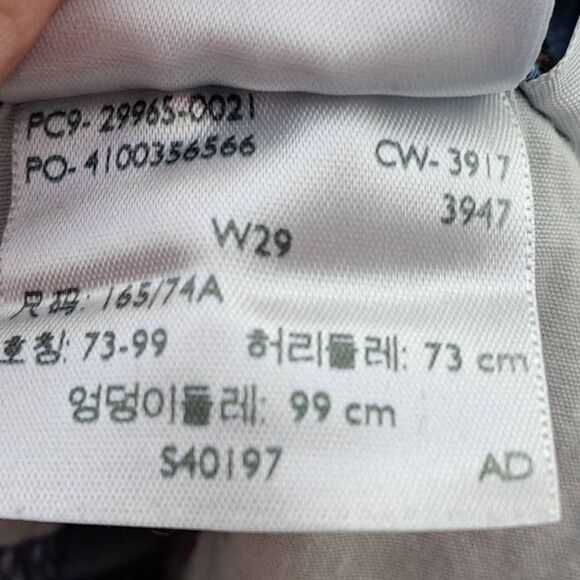 PC9- 29965-0021
PO- 4100356566
CW- 3917
3947
W29
尺码: 165/74A
호칭: 73-99 허리둘레: 73 cm
엉덩이둘레: 99 cm
S40197 AD